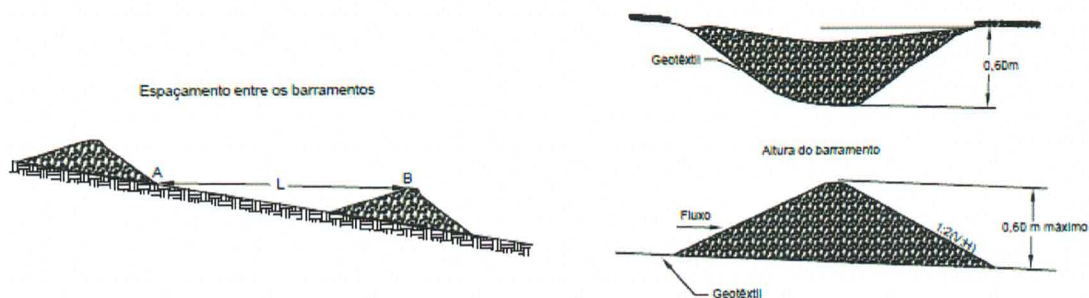 Espaçamento entre os barramentos
A
L
B
Geotêxtil
0,60m
Altura do barramento
Fluxo
1:2(V:H)
0,60 m máximo
Geotêxtil